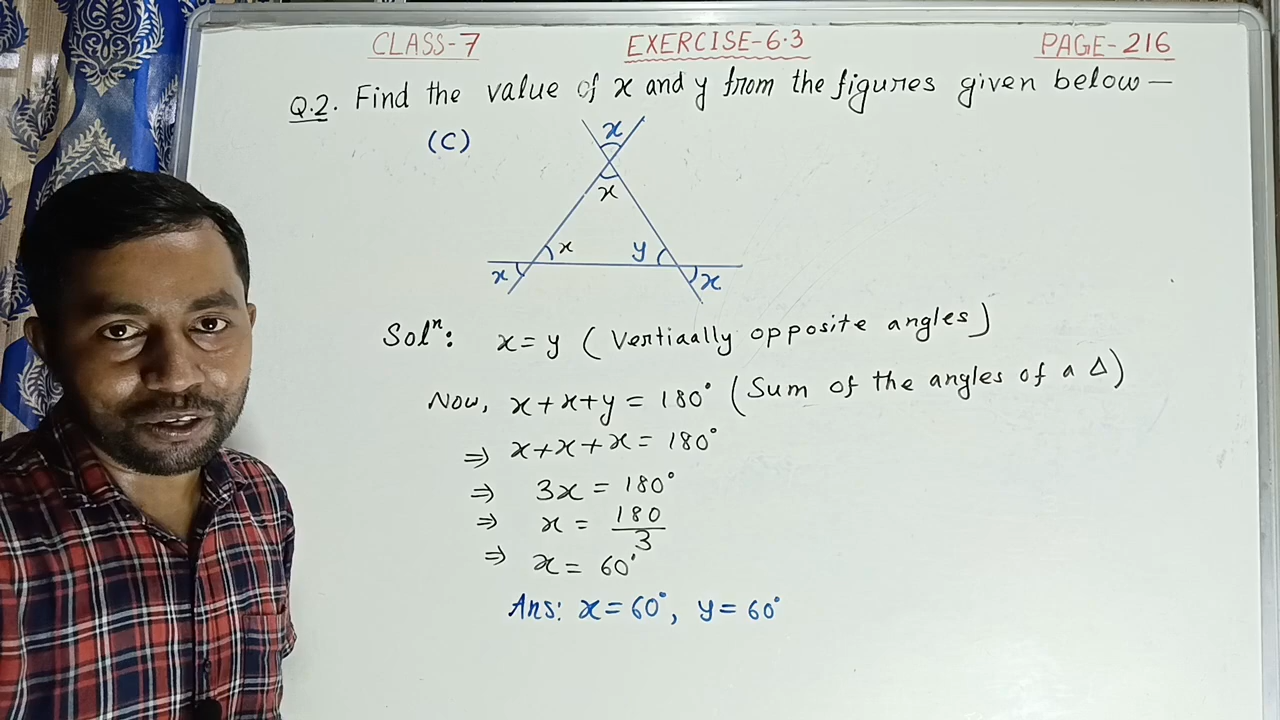 CLASS-7 EXERCISE-6.3 PAGE-216
Q.2. Find the value of x and y from the figures given below—
(C)
x
x
x y
x x
Solⁿ: x=y (Vertiaally opposite angles)
Now, x+x+y = 180° (Sum of the angles of a Δ)
⇒ x+x+x = 180°
⇒ 3x = 180°
⇒ x = 180/3
⇒ x = 60°
Ans: x=60°, y=60°